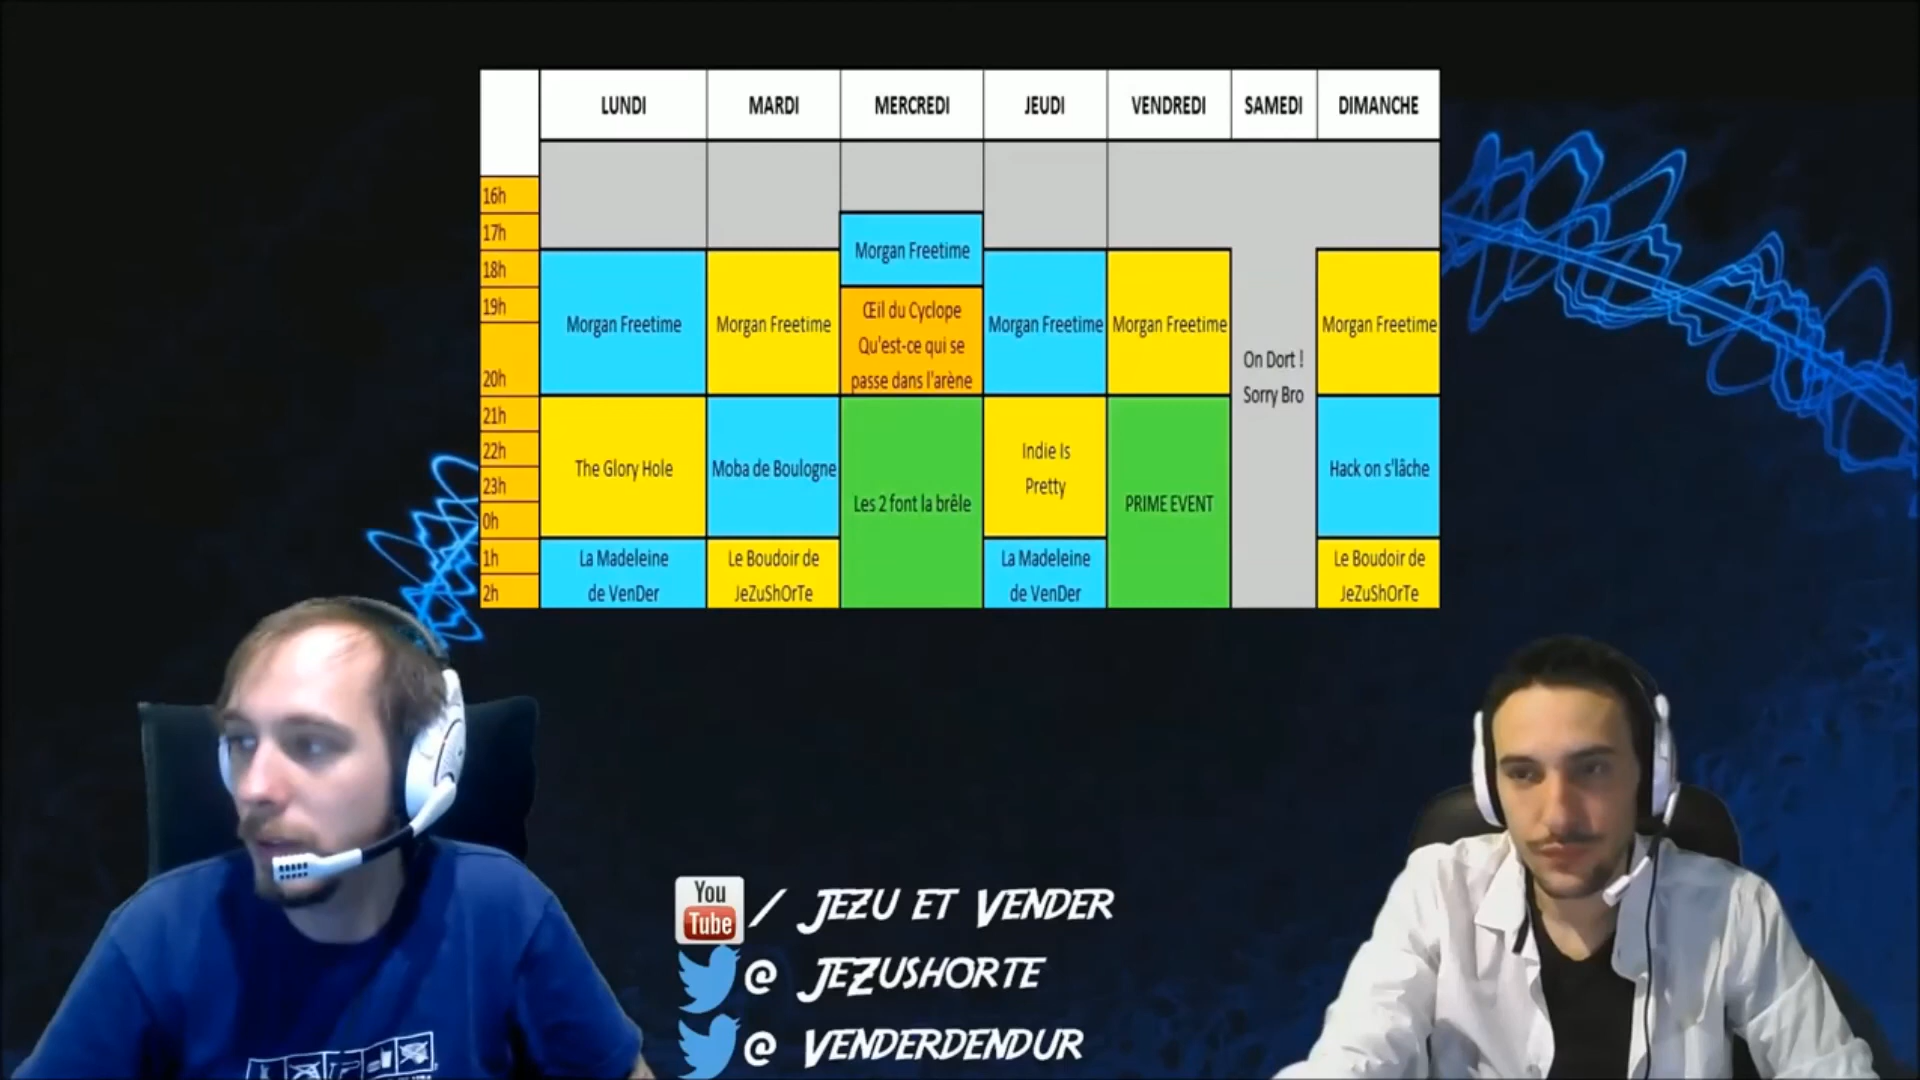 LUNDI MARDI MERCREDI JEUDI VENDREDI SAMEDI DIMANCHE
16h
17h
Morgan Freetime
18h
19h
Morgan Freetime Morgan Freetime Morgan Freetime Morgan Freetime Morgan Freetime
Œil du Cyclope
Qu'est-ce qui se
passe dans l'arène
On Dort !
Sorry Bro
20h
21h
22h
23h
0h
The Glory Hole
Moba de Boulogne
Les 2 font la brêle
Indie Is
Pretty
PRIME EVENT
Hack on s'lâche
1h
2h
La Madeleine
de VenDer
Le Boudoir de
JeZuShOrTe
La Madeleine
de VenDer
Le Boudoir de
JeZuShOrTe
You
Tube / JEZU ET VENDER
@ JEZUSHORTE
@ VENDERDENDUR